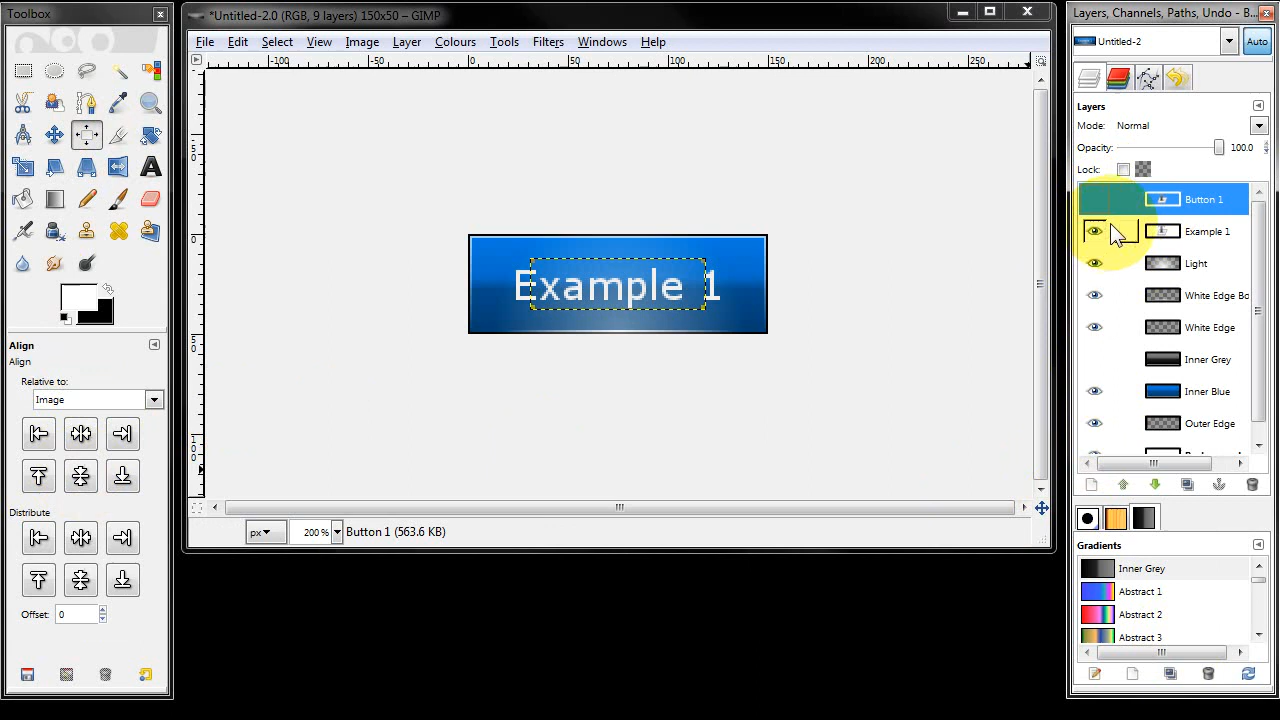 Toolbox
*Untitled-2.0 (RGB, 9 layers) 150x50 – GIMP
Layers, Channels, Paths, Undo - B...
File Edit Select View Image Layer Colours Tools Filters Windows Help
Untitled-2
Auto
-100 -50 0 50 100 150 200 250
Layers
Mode: Normal
Opacity: 100.0
Lock:
Button 1
Example 1
Light
White Edge Bo
White Edge
Inner Grey
Inner Blue
Outer Edge
50
0
50
100
Example 1
Align
Align
Relative to:
Image
Distribute
Offset: 0
px 200 % Button 1 (563.6 KB)
Gradients
Inner Grey
Abstract 1
Abstract 2
Abstract 3